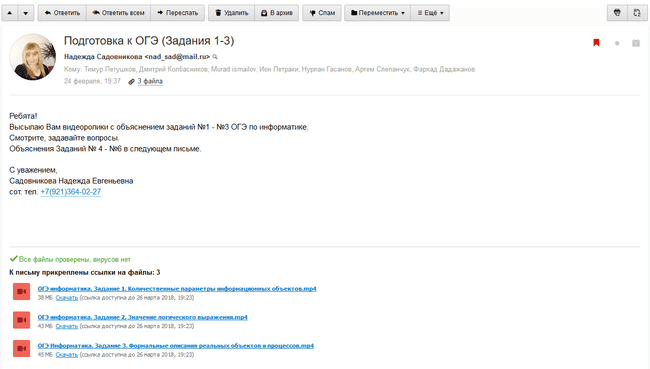 Ответить
Ответить всем
Переслать
Удалить
В архив
Спам
Переместить
Ещё
Подготовка к ОГЭ (Задания 1-3)
Надежда Садовникова <nad_sad@mail.ru>
Кому: Тимур Петушков, Дмитрий Колбасников, Murad ismailov, Ион Петраки, Нурлан Гасанов, Артем Слепанчук, Фархад Дадажанов
24 февраля, 19:37 3 файла
Ребята!
Высылаю Вам видеоролики с объяснением заданий №1 - №3 ОГЭ по информатике.
Смотрите, задавайте вопросы.
Объяснения Заданий № 4 - №6 в следующем письме.
С уважением,
Садовникова Надежда Евгеньевна
сот. тел. +7(921)364-02-27
Все файлы проверены, вирусов нет
К письму прикреплены ссылки на файлы: 3
ОГЭ информатика. Задание 1. Количественные параметры информационных объектов.mp4
38 МБ Скачать (ссылка доступна до 26 марта 2018, 19:23)
ОГЭ информатика. Задание 2. Значение логического выражения.mp4
43 МБ Скачать (ссылка доступна до 26 марта 2018, 19:23)
ОГЭ Информатика. Задание 3. Формальные описания реальных объектов и процессов.mp4
45 МБ Скачать (ссылка доступна до 26 марта 2018, 19:23)